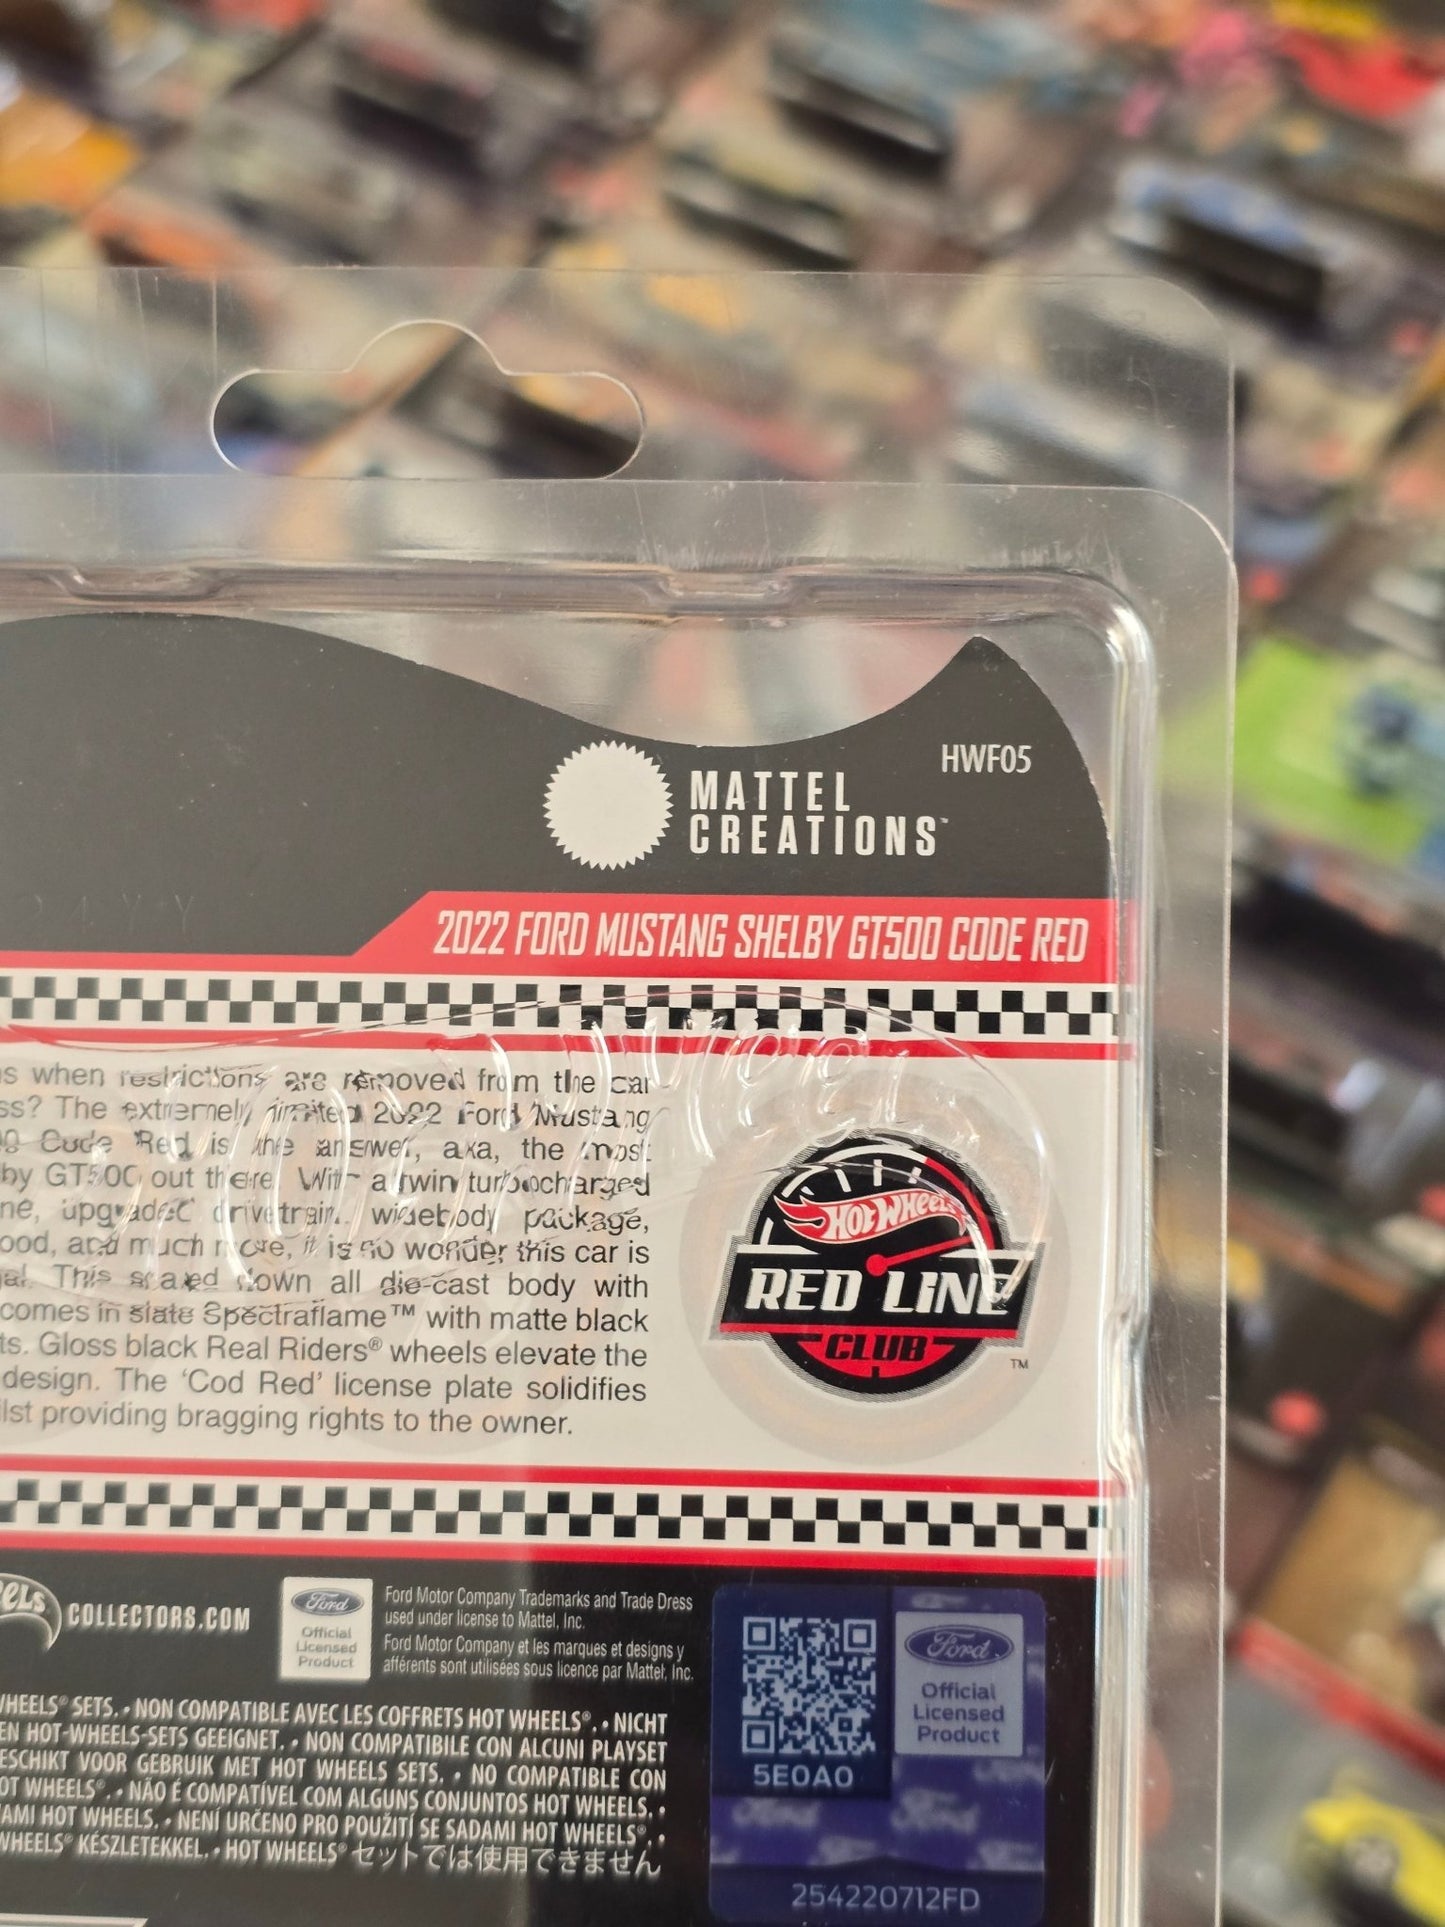 HWF05
MATTEL
CREATIONS™
24YY
2022 FORD MUSTANG SHELBY GT500 CODE RED
ns when restrictions are removed from the car
ss? The extremely limited 2022 Ford Mustang
00 Code Red is the answer, aka, the most
by GT500 out there. With a twin turbocharged
ne, upgraded drivetrain, widebody package,
ood, and much more, it is no wonder this car is
al. This scaled down all die-cast body with
comes in slate Spectraflame™ with matte black
ts. Gloss black Real Riders® wheels elevate the
design. The ‘Cod Red’ license plate solidifies
ilst providing bragging rights to the owner.
HOT WHEELS
RED LINE
CLUB
TM
COLLECTORS.COM
Ford
Official
Licensed
Product
Ford Motor Company Trademarks and Trade Dress
used under license to Mattel, Inc.
Ford Motor Company et les marques et designs y
afférents sont utilisées sous licence par Mattel, Inc.
WHEELS® SETS. • NON COMPATIBLE AVEC LES COFFRETS HOT WHEELS®. • NICHT
EN HOT-WHEELS-SETS GEEIGNET. • NON COMPATIBILE CON ALCUNI PLAYSET
ESCHIKT VOOR GEBRUIK MET HOT WHEELS SETS. • NO COMPATIBLE CON
OT WHEELS®. • NÃO É COMPATÍVEL COM ALGUNS CONJUNTOS HOT WHEELS. •
AMI HOT WHEELS. • NENÍ URČENO PRO POUŽITÍ SE SADAMI HOT WHEELS®. •
WHEELS® KÉSZLETEKKEL. • HOT WHEELS® セットでは使用できません
5E0A0
Ford
Official
Licensed
Product
Ford
Ford
254220712FD